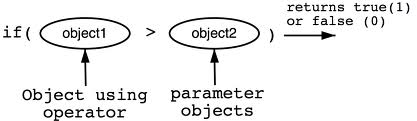 returns true(1)
or false (0)
if( object1 > object2 )
Object using
operator
parameter
objects